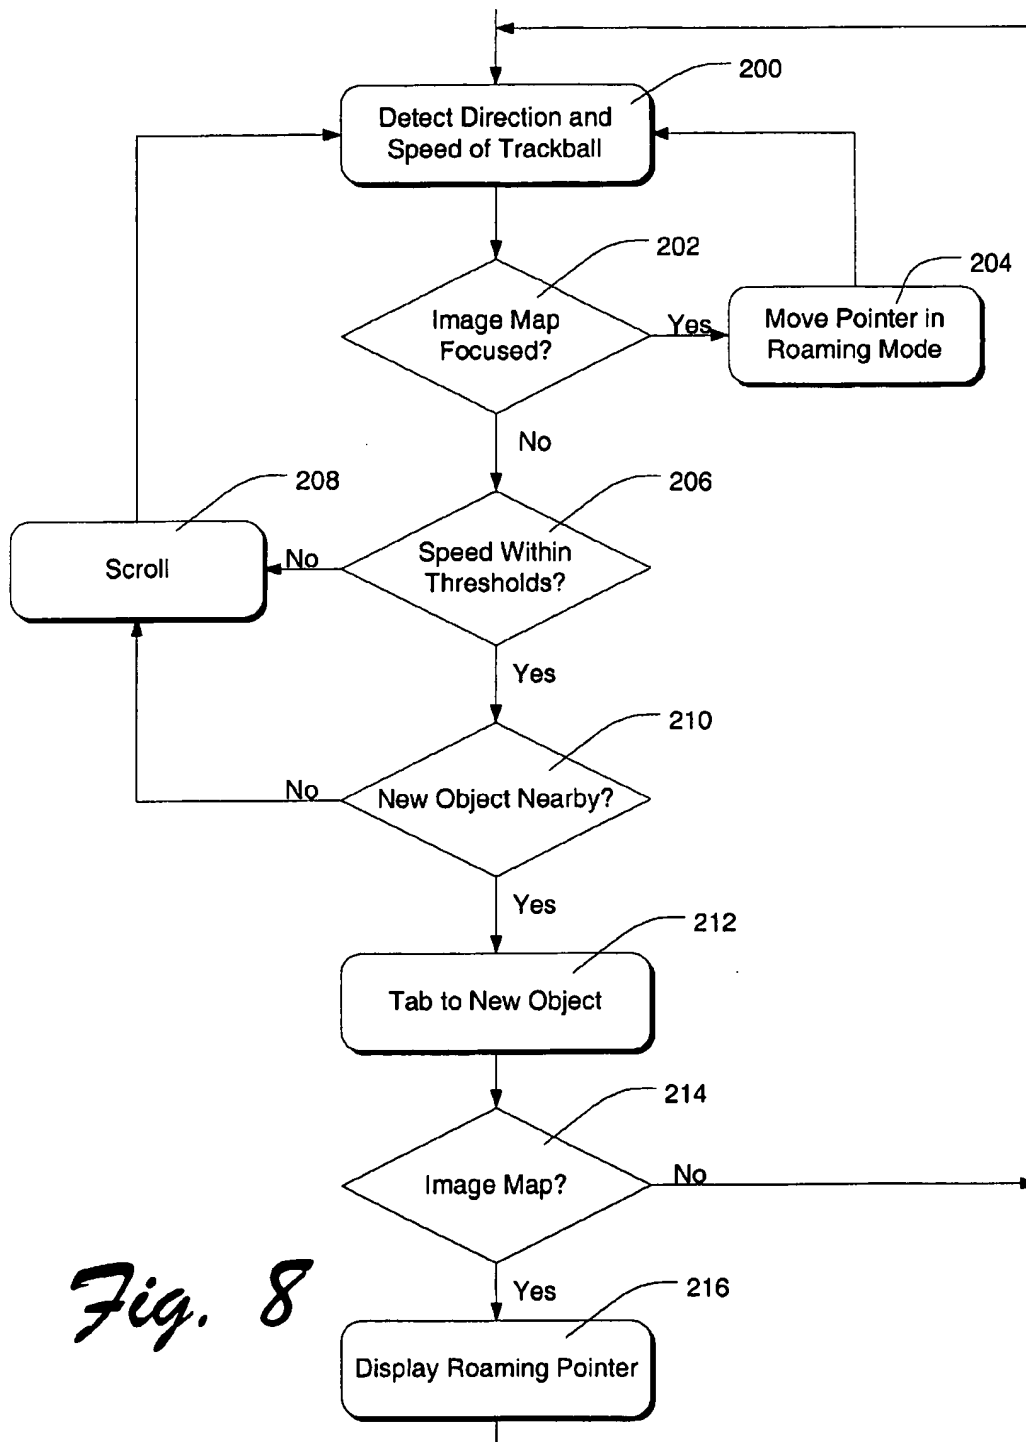 200
Detect Direction and
Speed of Trackball
202
Image Map
Focused?
Yes
204
Move Pointer in
Roaming Mode
No
206
Speed Within
Thresholds?
No
208
Scroll
Yes
210
New Object Nearby?
No
Yes
212
Tab to New Object
214
Image Map?
No
Yes
216
Display Roaming Pointer
Fig. 8